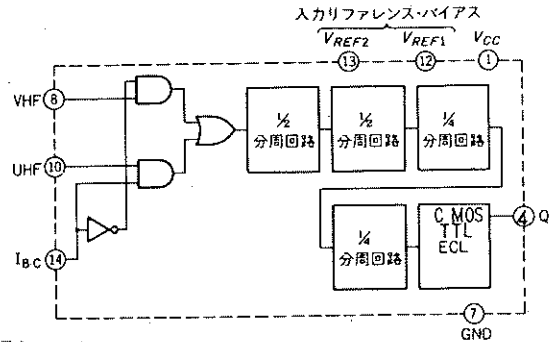 入力リファレンス・バイアス
VREF2 VREF1 VCC
13 12 1
VHF 8
1/2 分周回路
1/2 分周回路
1/4 分周回路
UHF 10
1/4 分周回路
C MOS
TTL
ECL
4 Q
IB·C 14
7
GND